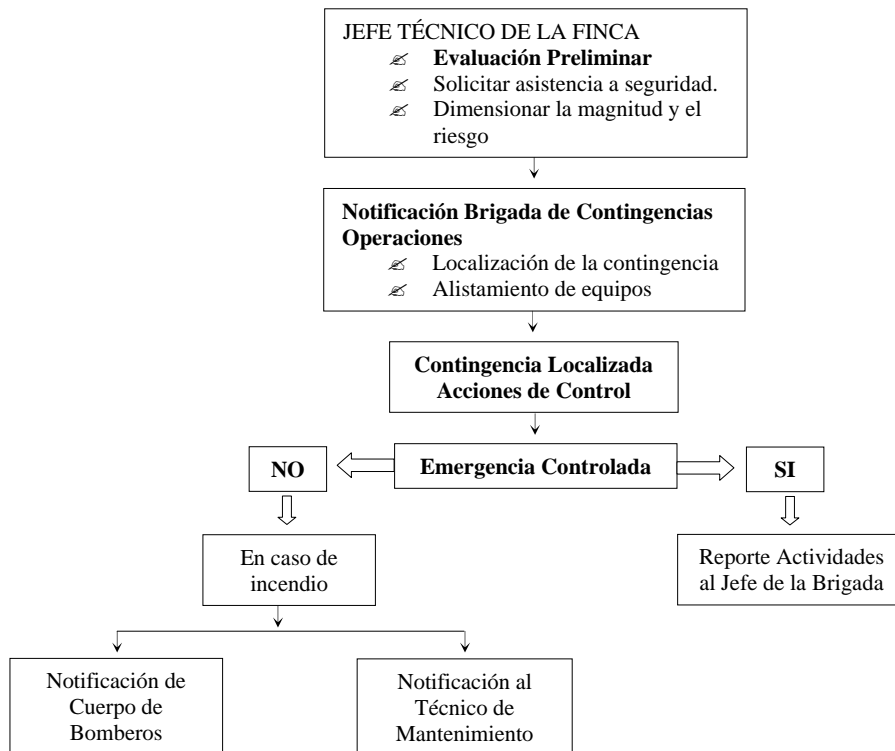 JEFE TÉCNICO DE LA FINCA
Evaluación Preliminar
Solicitar asistencia a seguridad.
Dimensionar la magnitud y el
riesgo
Notificación Brigada de Contingencias
Operaciones
Localización de la contingencia
Alistamiento de equipos
Contingencia Localizada
Acciones de Control
NO
Emergencia Controlada
SI
En caso de
incendio
Reporte Actividades
al Jefe de la Brigada
Notificación de
Cuerpo de
Bomberos
Notificación al
Técnico de
Mantenimiento